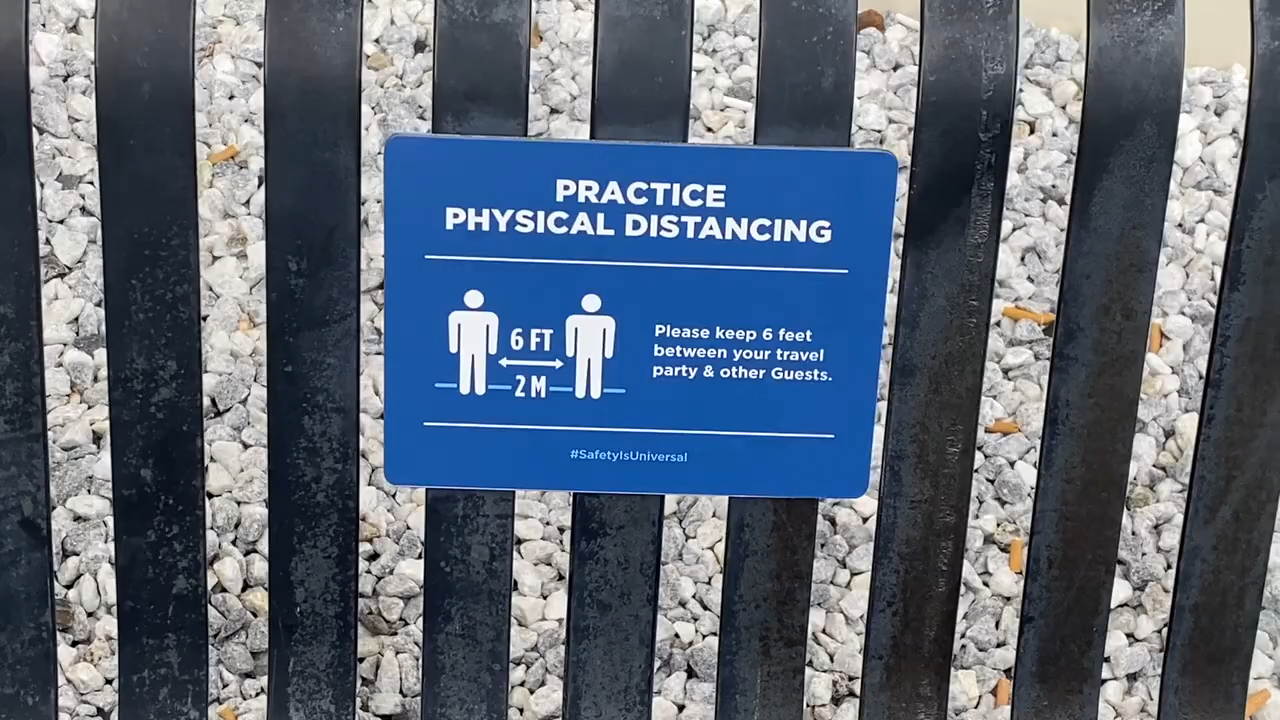 PRACTICE
PHYSICAL DISTANCING
6 FT
2 M
Please keep 6 feet
between your travel
party & other Guests.
#SafetyIsUniversal